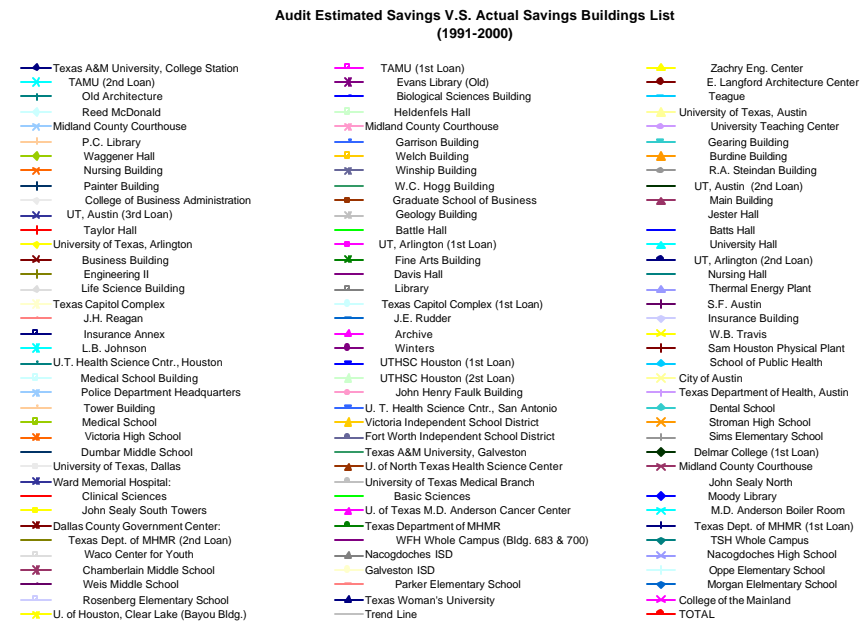 Audit Estimated Savings V.S. Actual Savings Buildings List
(1991-2000)
Texas A&M University, College Station
TAMU (1st Loan)
Zachry Eng. Center
TAMU (2nd Loan)
Evans Library (Old)
E. Langford Architecture Center
Old Architecture
Biological Sciences Building
Teague
Reed McDonald
Heldenfels Hall
University of Texas, Austin
Midland County Courthouse
Midland County Courthouse
University Teaching Center
P.C. Library
Garrison Building
Gearing Building
Waggener Hall
Welch Building
Burdine Building
Nursing Building
Winship Building
R.A. Steindan Building
Painter Building
W.C. Hogg Building
UT, Austin (2nd Loan)
College of Business Administration
Graduate School of Business
Main Building
UT, Austin (3rd Loan)
Geology Building
Jester Hall
Taylor Hall
Battle Hall
Batts Hall
University of Texas, Arlington
UT, Arlington (1st Loan)
University Hall
Business Building
Fine Arts Building
UT, Arlington (2nd Loan)
Engineering II
Davis Hall
Nursing Hall
Life Science Building
Library
Thermal Energy Plant
Texas Capitol Complex
Texas Capitol Complex (1st Loan)
S.F. Austin
J.H. Reagan
J.E. Rudder
Insurance Building
Insurance Annex
Archive
W.B. Travis
L.B. Johnson
Winters
Sam Houston Physical Plant
U.T. Health Science Cntr., Houston
UTHSC Houston (1st Loan)
School of Public Health
Medical School Building
UTHSC Houston (2st Loan)
City of Austin
Police Department Headquarters
John Henry Faulk Building
Texas Department of Health, Austin
Tower Building
U. T. Health Science Cntr., San Antonio
Dental School
Medical School
Victoria Independent School District
Stroman High School
Victoria High School
Fort Worth Independent School District
Sims Elementary School
Dumbar Middle School
Texas A&M University, Galveston
Delmar College (1st Loan)
University of Texas, Dallas
U. of North Texas Health Science Center
Midland County Courthouse
Ward Memorial Hospital:
University of Texas Medical Branch
John Sealy North
Clinical Sciences
Basic Sciences
Moody Library
John Sealy South Towers
U. of Texas M.D. Anderson Cancer Center
M.D. Anderson Boiler Room
Dallas County Government Center:
Texas Department of MHMR
Texas Dept. of MHMR (1st Loan)
Texas Dept. of MHMR (2nd Loan)
WFH Whole Campus (Bldg. 683 & 700)
TSH Whole Campus
Waco Center for Youth
Nacogdoches ISD
Nacogdoches High School
Chamberlain Middle School
Galveston ISD
Oppe Elementary School
Weis Middle School
Parker Elementary School
Morgan Elelmentary School
Rosenberg Elementary School
Texas Woman's University
College of the Mainland
U. of Houston, Clear Lake (Bayou Bldg.)
Trend Line
TOTAL